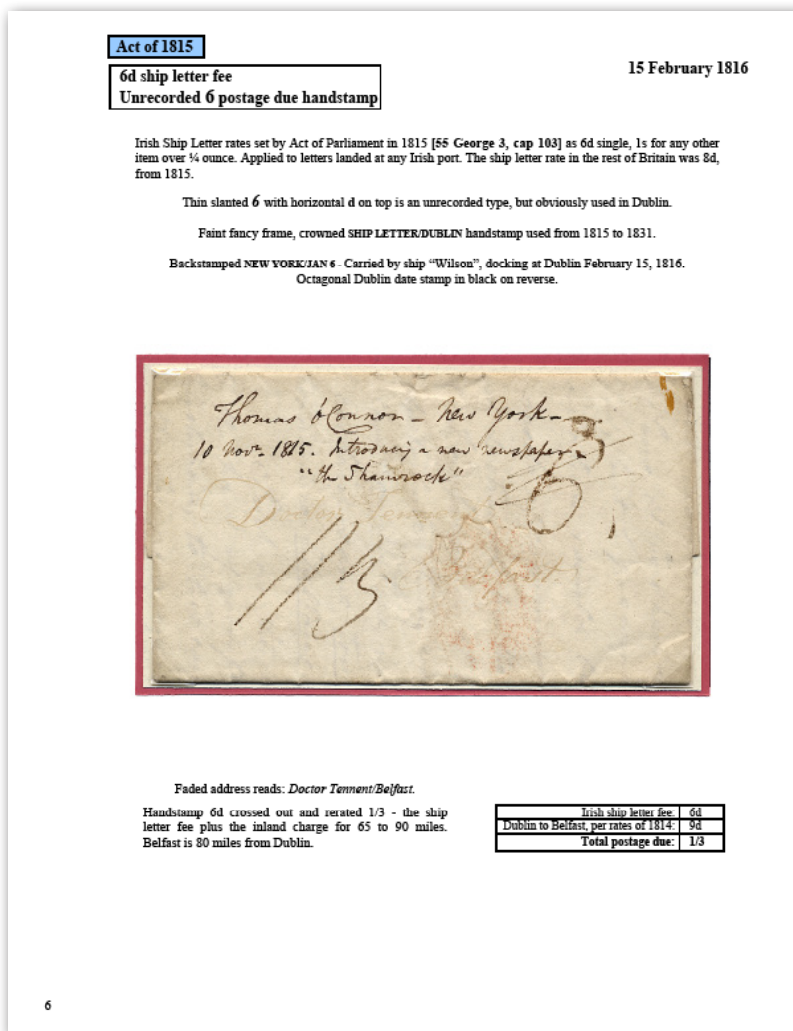 Act of 1815
6d ship letter fee
Unrecorded 6 postage due handstamp
15 February 1816
Irish Ship Letter rates set by Act of Parliament in 1815 [55 George 3, cap 103] as 6d single, 1s for any other
item over ¼ ounce. Applied to letters landed at any Irish port. The ship letter rate in the rest of Britain was 8d,
from 1815.
Thin slanted 6 with horizontal d on top is an unrecorded type, but obviously used in Dublin.
Faint fancy frame, crowned SHIP LETTER/DUBLIN handstamp used from 1815 to 1831.
Backstamped NEW YORK/JAN 6 - Carried by ship “Wilson”, docking at Dublin February 15, 1816.
Octagonal Dublin date stamp in black on reverse.
Thomas O'Connor - New York -
10 Novr. 1815. Introducing a new newspaper
"the Shamrock"
Doctor Tennent
Belfast
6
1/3
Faded address reads: Doctor Tennent/Belfast.
Handstamp 6d crossed out and rerated 1/3 - the ship
letter fee plus the inland charge for 65 to 90 miles.
Belfast is 80 miles from Dublin.
Irish ship letter fee: 6d
Dublin to Belfast, per rates of 1814: 9d
Total postage due: 1/3
6